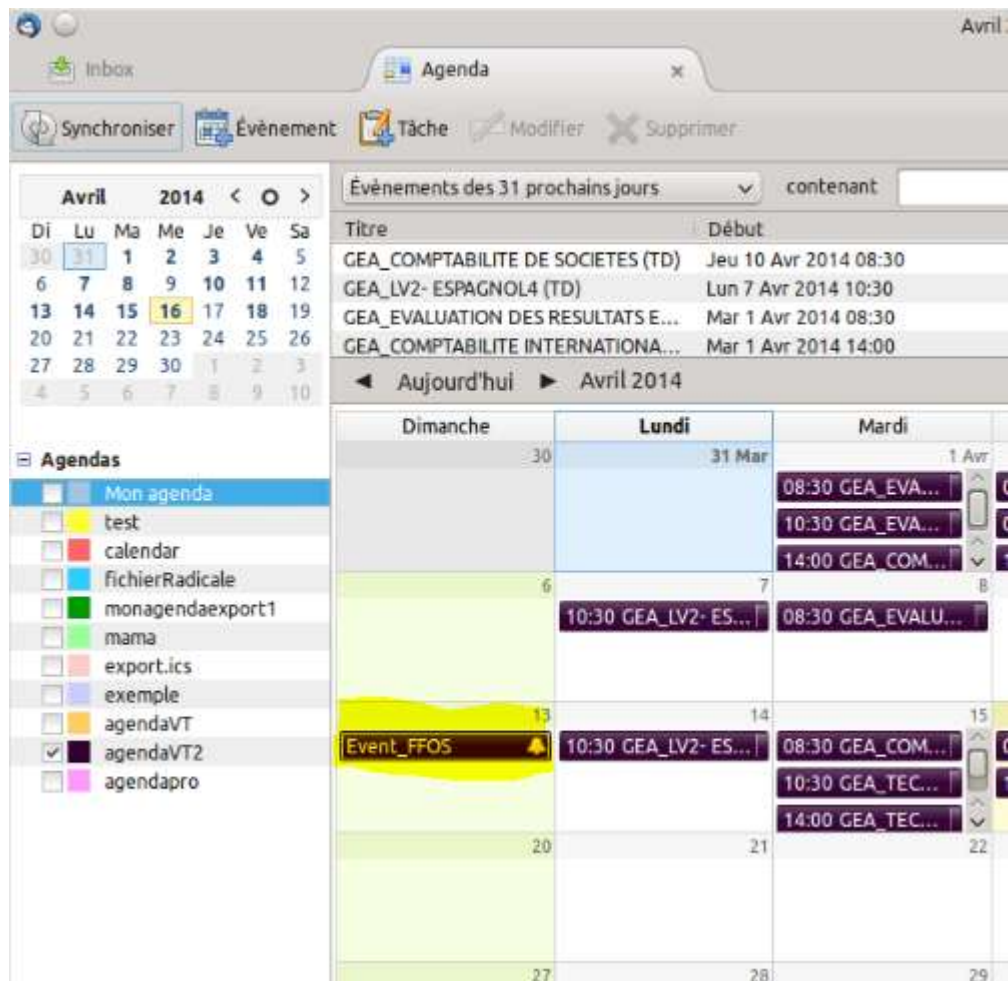 Avril
Inbox
Agenda
Synchroniser Évènement Tâche Modifier Supprimer
Évènements des 31 prochains jours contenant
Avril 2014
Di Lu Ma Me Je Ve Sa
30 31 1 2 3 4 5
6 7 8 9 10 11 12
13 14 15 16 17 18 19
20 21 22 23 24 25 26
27 28 29 30 1 2 3
4 5 6 7 8 9 10
Titre Début
GEA_COMPTABILITE DE SOCIETES (TD) Jeu 10 Avr 2014 08:30
GEA_LV2- ESPAGNOL4 (TD) Lun 7 Avr 2014 10:30
GEA_EVALUATION DES RESULTATS E... Mar 1 Avr 2014 08:30
GEA_COMPTABILITE INTERNATIONA... Mar 1 Avr 2014 14:00
Aujourd'hui Avril 2014
Agendas
Mon agenda
test
calendar
fichierRadicale
monagendaexport1
mama
export.ics
exemple
agendaVT
agendaVT2
agendapro
Dimanche Lundi Mardi
30 31 Mar 1 Avr
08:30 GEA_EVA...
10:30 GEA_EVA...
14:00 GEA_COM...
6 7 8
10:30 GEA_LV2- ES... 08:30 GEA_EVALU...
13 14 15
Event_FFOS 10:30 GEA_LV2- ES... 08:30 GEA_COM...
10:30 GEA_TEC...
14:00 GEA_TEC...
20 21 22
27 28 29